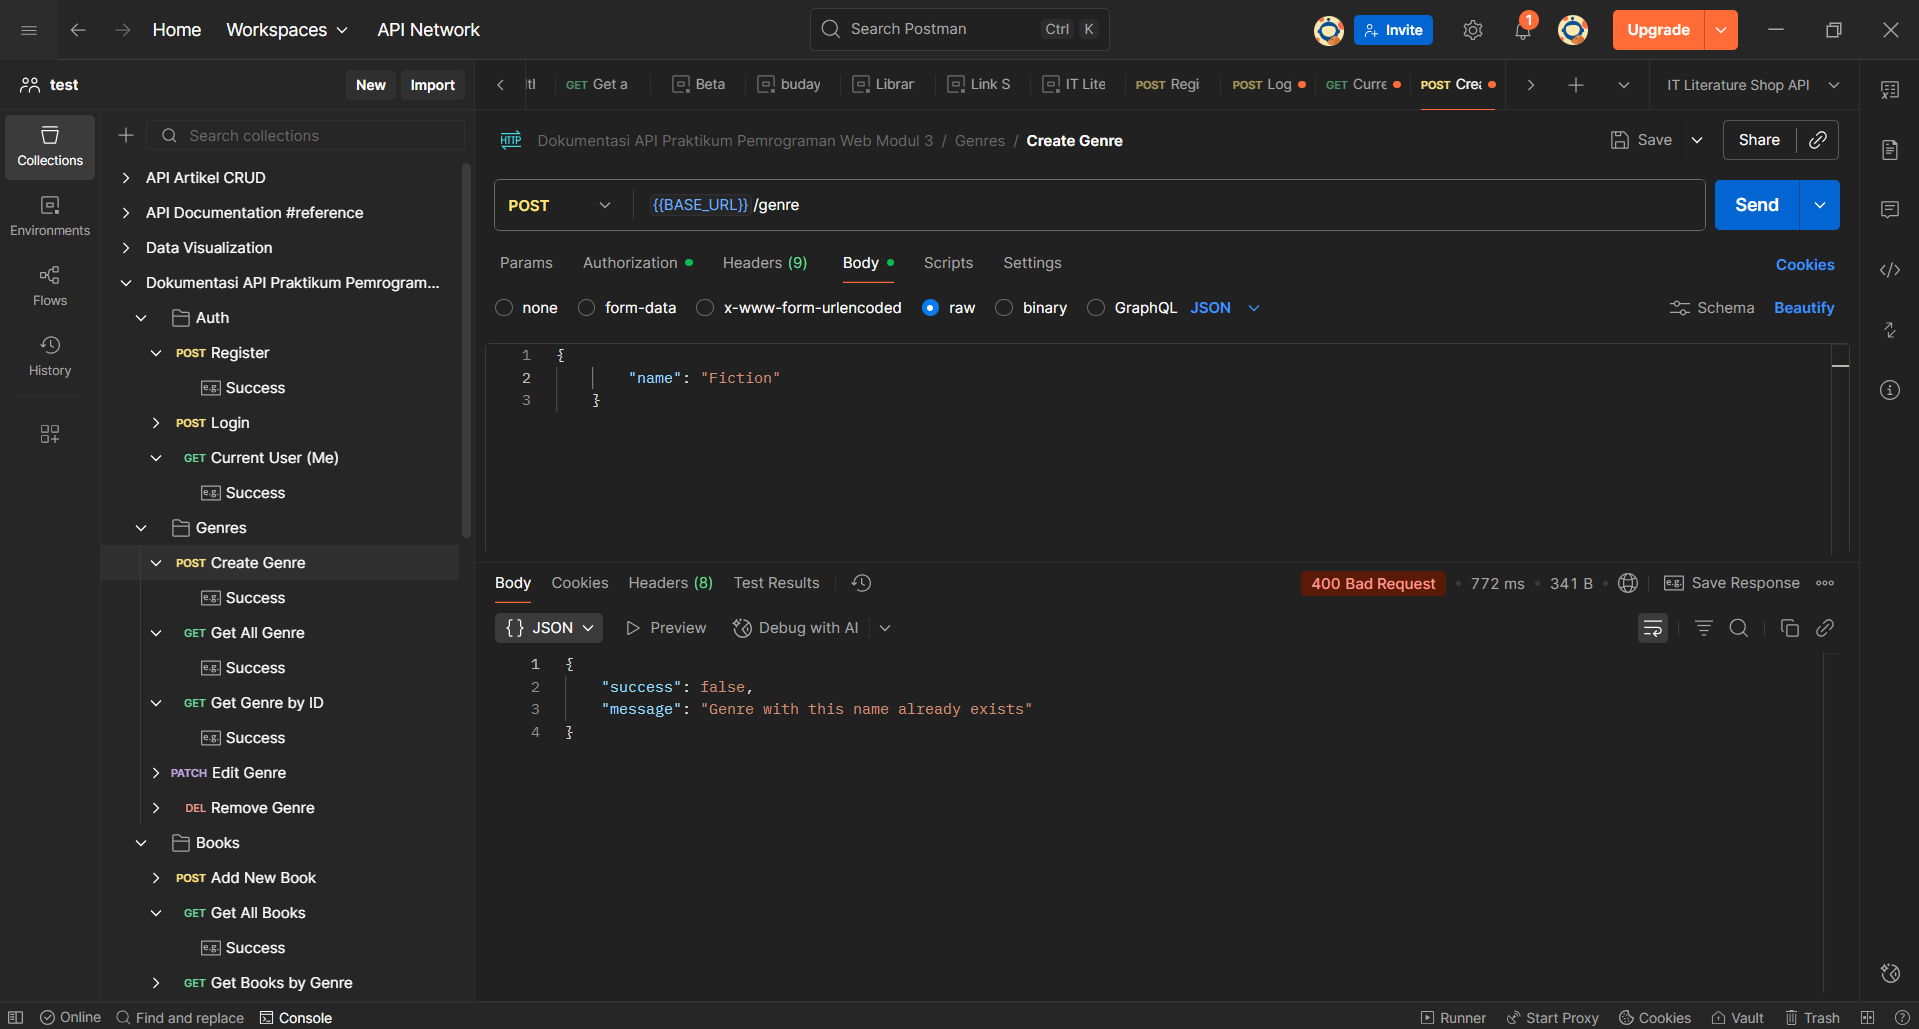 Home Workspaces API Network Search Postman Ctrl K Invite 1 Upgrade
test New Import GET Get a Beta buday Librar Link S IT Lite POST Regi POST Log GET Curre POST Cre IT Literature Shop API
Collections
Environments
Flows
History
Search collections
API Artikel CRUD
API Documentation #reference
Data Visualization
Dokumentasi API Praktikum Pemrogram...
Auth
POST Register
e.g. Success
POST Login
GET Current User (Me)
e.g. Success
Genres
POST Create Genre
e.g. Success
GET Get All Genre
e.g. Success
GET Get Genre by ID
e.g. Success
PATCH Edit Genre
DEL Remove Genre
Books
POST Add New Book
GET Get All Books
e.g. Success
GET Get Books by Genre
HTTP Dokumentasi API Praktikum Pemrograman Web Modul 3 / Genres / Create Genre Save Share
POST {{BASE_URL}} /genre Send
Params Authorization Headers (9) Body Scripts Settings Cookies
none form-data x-www-form-urlencoded raw binary GraphQL JSON Schema Beautify
1 {
2 "name": "Fiction"
3 }
Body Cookies Headers (8) Test Results 400 Bad Request 772 ms 341 B e.g. Save Response
{} JSON Preview Debug with AI
1 {
2 "success": false,
3 "message": "Genre with this name already exists"
4 }
Online Find and replace Console Runner Start Proxy Cookies Vault Trash